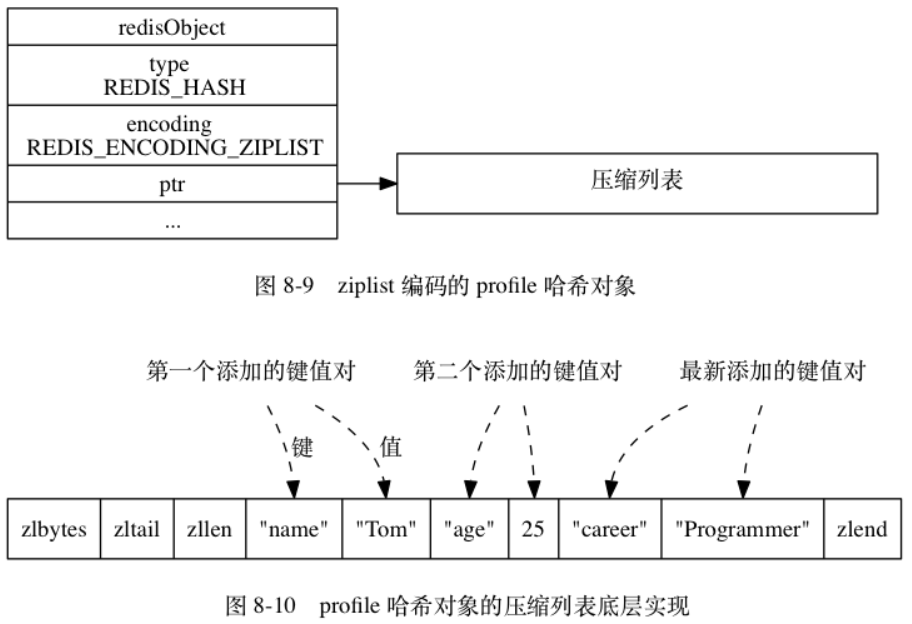 redisObject
type
REDIS_HASH
encoding
REDIS_ENCODING_ZIPLIST
ptr
压缩列表
...
图 8-9 ziplist 编码的 profile 哈希对象
第一个添加的键值对 第二个添加的键值对 最新添加的键值对
键 值
zlbytes zltail zllen "name" "Tom" "age" 25 "career" "Programmer" zlend
图 8-10 profile 哈希对象的压缩列表底层实现